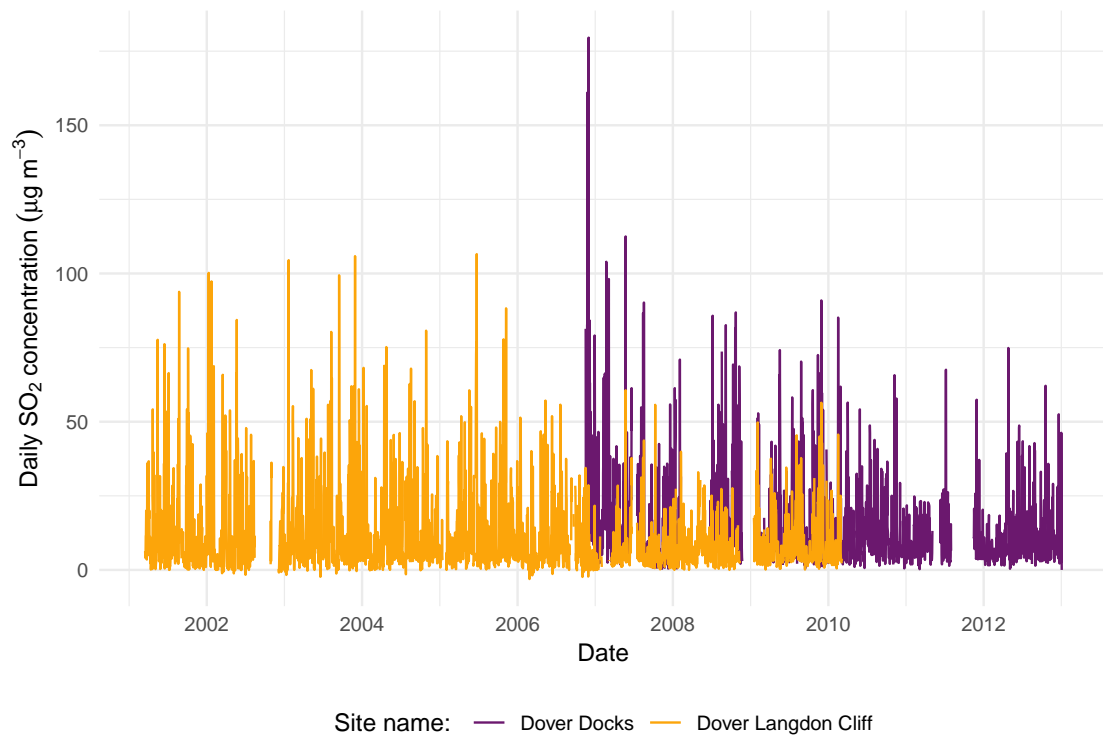 Daily SO₂ concentration (µg m⁻³)
150
100
50
0
2002 2004 2006 2008 2010 2012
Date
Site name: Dover Docks Dover Langdon Cliff